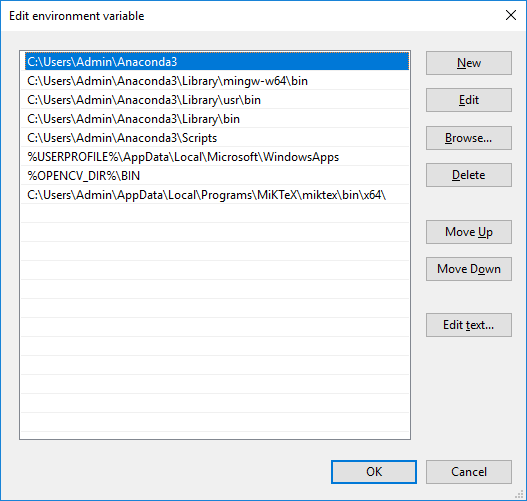 Edit environment variable
C:\Users\Admin\Anaconda3
C:\Users\Admin\Anaconda3\Library\mingw-w64\bin
C:\Users\Admin\Anaconda3\Library\usr\bin
C:\Users\Admin\Anaconda3\Library\bin
C:\Users\Admin\Anaconda3\Scripts
%USERPROFILE%\AppData\Local\Microsoft\WindowsApps
%OPENCV_DIR%\BIN
C:\Users\Admin\AppData\Local\Programs\MiKTeX\miktex\bin\x64\
New
Edit
Browse...
Delete
Move Up
Move Down
Edit text...
OK
Cancel